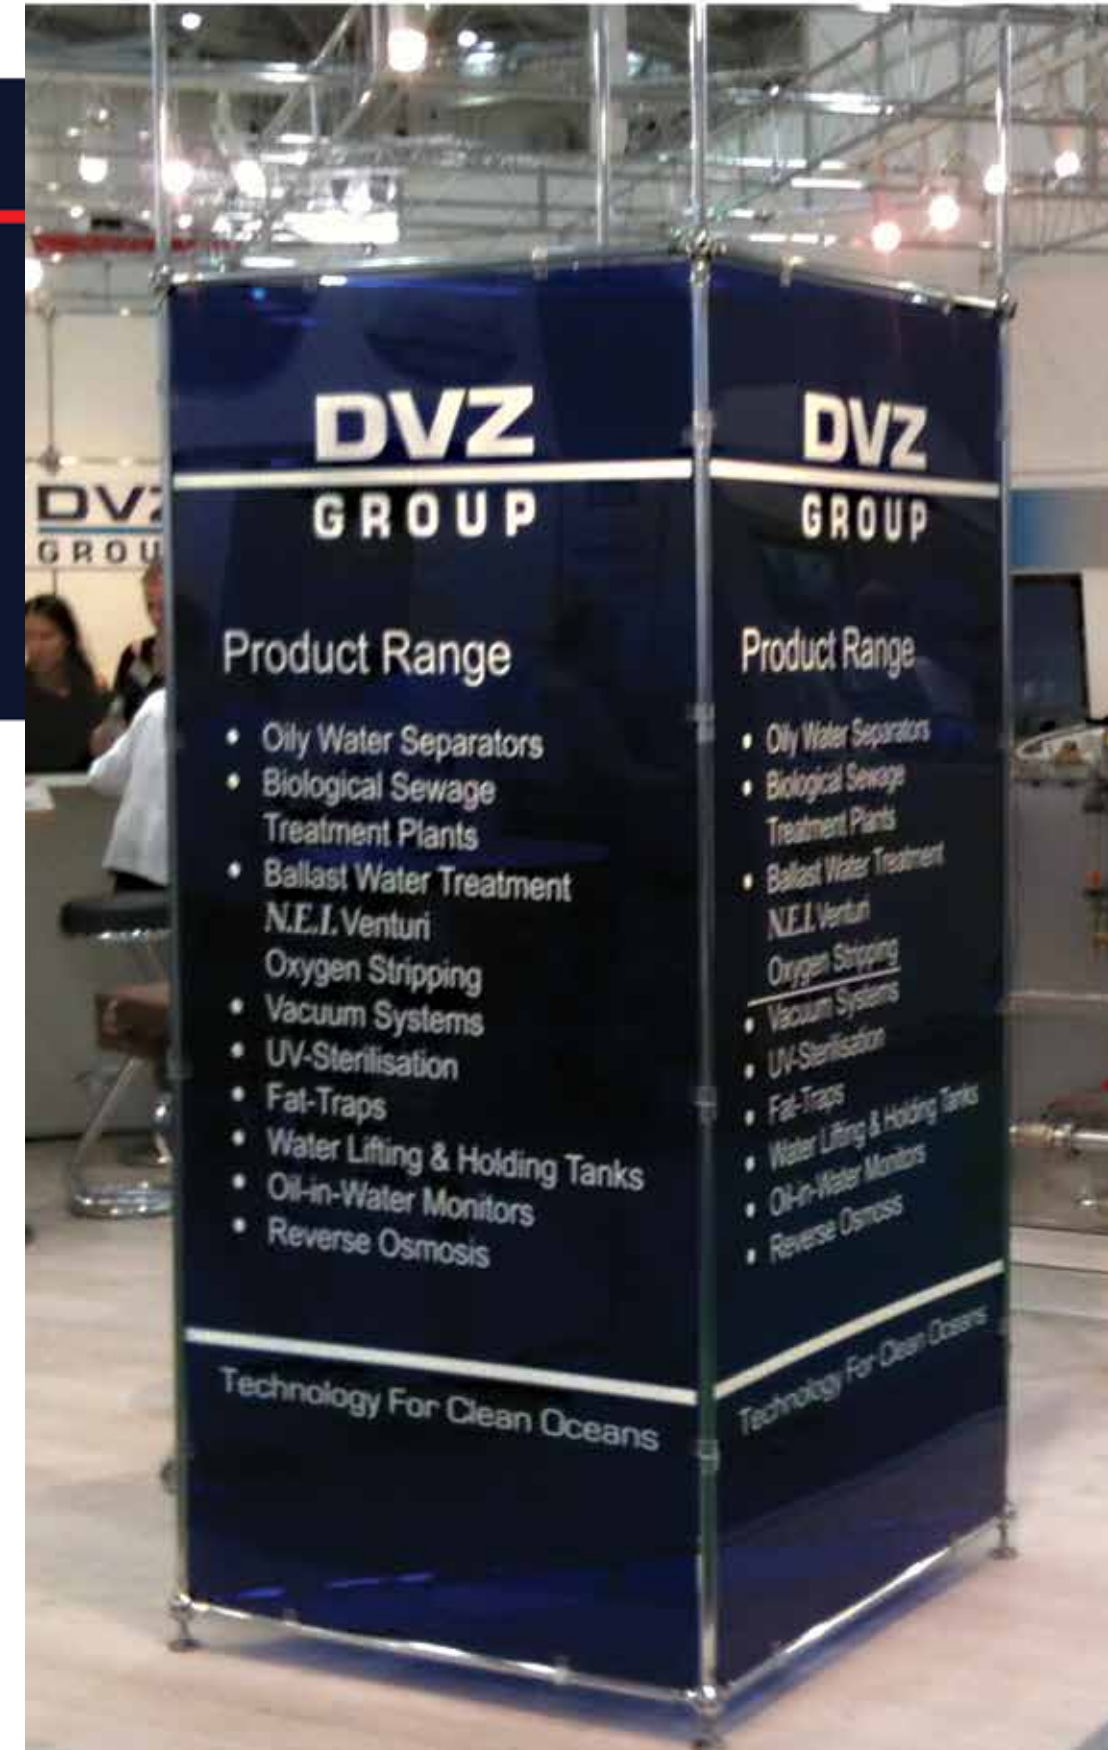 DVZ
GROUP
Product Range
• Oily Water Separators
• Biological Sewage
Treatment Plants
• Ballast Water Treatment
N.E.I. Venturi
Oxygen Stripping
• Vacuum Systems
• UV-Sterilisation
• Fat-Traps
• Water Lifting & Holding Tanks
• Oil-in-Water Monitors
• Reverse Osmosis
Technology For Clean Oceans
DVZ
GROUP
Product Range
• Oily Water Separators
• Biological Sewage
Treatment Plants
• Ballast Water Treatment
N.E.I. Venturi
Oxygen Stripping
• Vacuum Systems
• UV-Sterilisation
• Fat-Traps
• Water Lifting & Holding Tanks
• Oil-in-Water Monitors
• Reverse Osmosis
Technology For Clean Oceans
DVZ
GROU